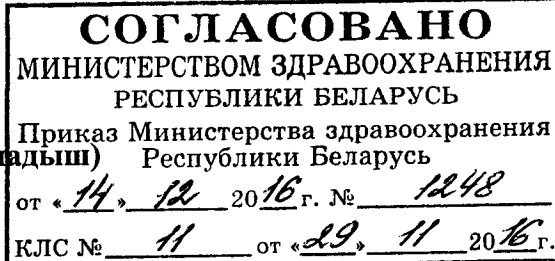 СОГЛАСОВАНО
МИНИСТЕРСТВОМ ЗДРАВООХРАНЕНИЯ
РЕСПУБЛИКИ БЕЛАРУСЬ
Приказ Министерства здравоохранения
адыш) Республики Беларусь
от «14» 12 2016 г. № 1248
КЛС № 11 от «29» 11 2016 г.